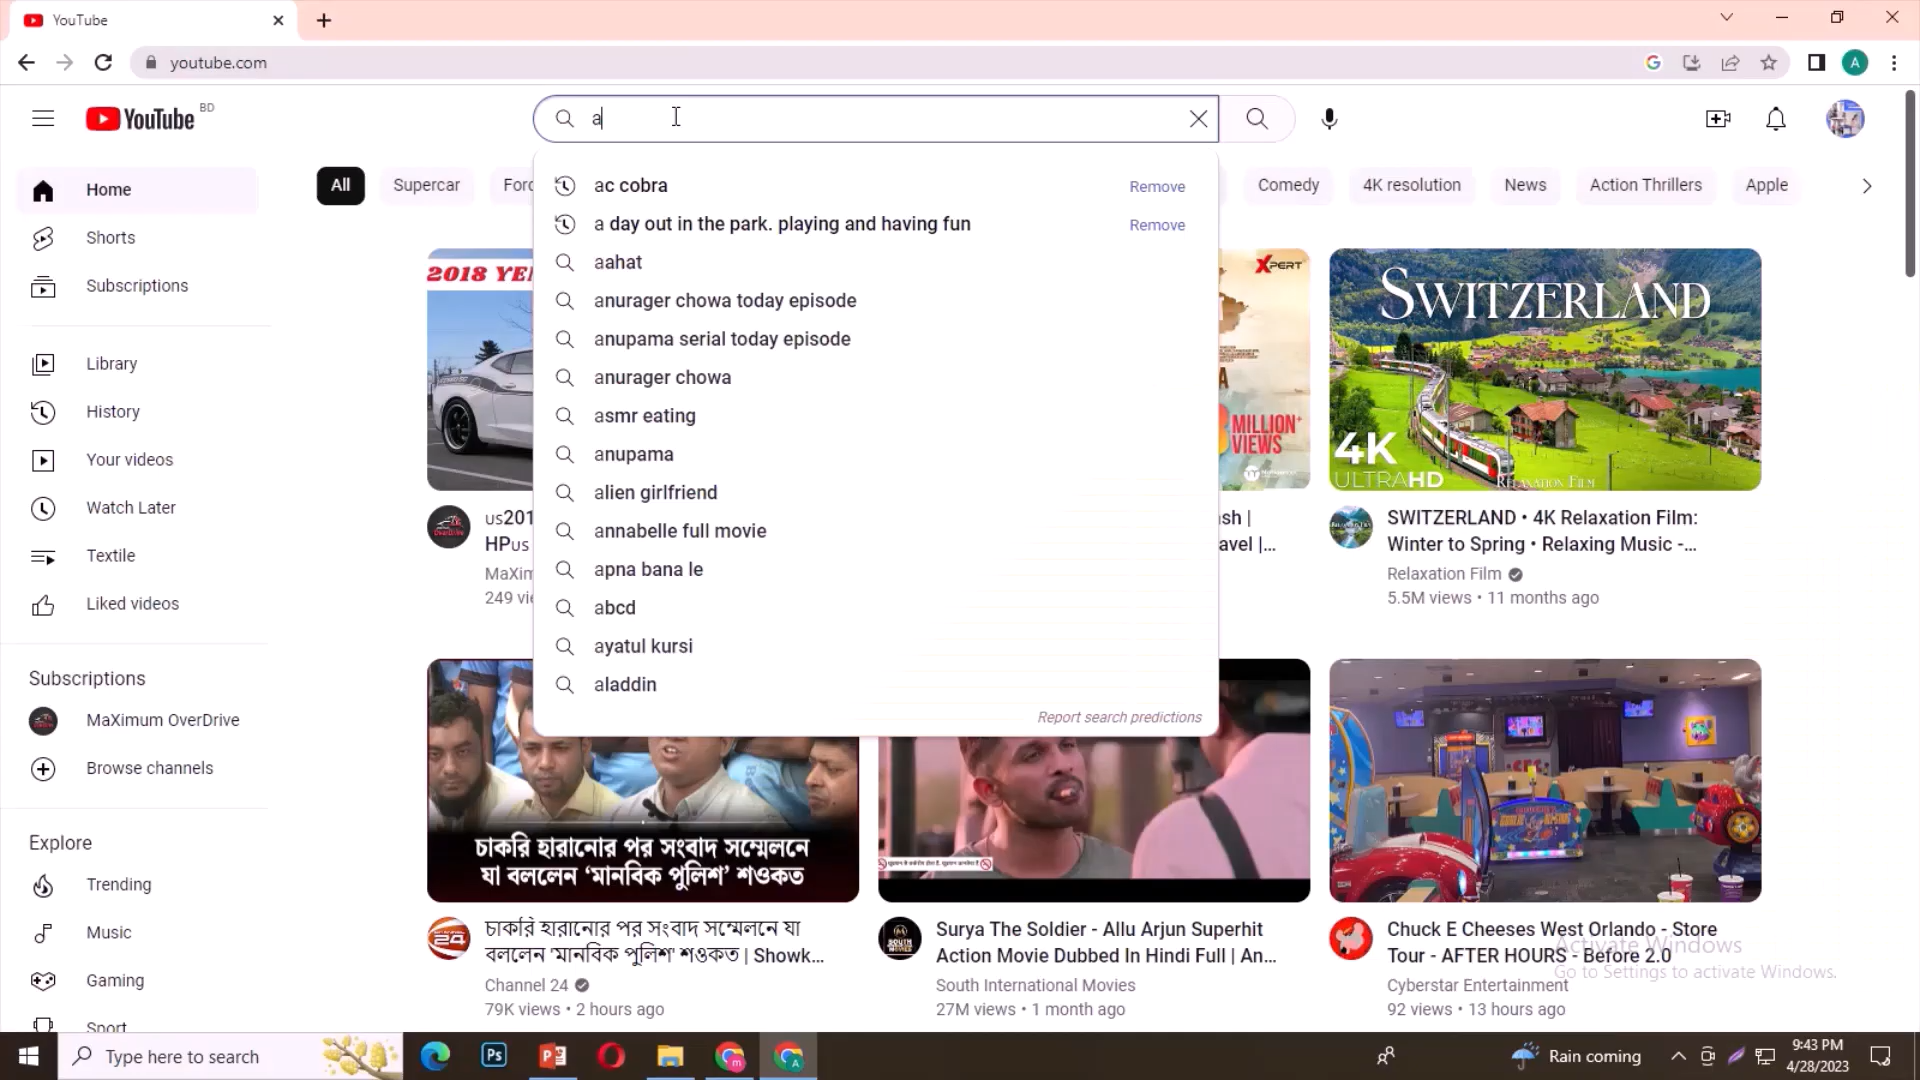 YouTube
youtube.com
A
YouTube BD
a
Home
Shorts
Subscriptions
Library
History
Your videos
Watch Later
Textile
Liked videos
Subscriptions
MaXimum OverDrive
Browse channels
Explore
Trending
Music
Gaming
Sport
All
Supercar
Comedy
4K resolution
News
Action Thrillers
Apple
ac cobra
Remove
a day out in the park. playing and having fun
Remove
aahat
anurager chowa today episode
anupama serial today episode
anurager chowa
asmr eating
anupama
alien girlfriend
annabelle full movie
apna bana le
abcd
ayatul kursi
aladdin
Report search predictions
2018
HP
249
XPERT
MILLION+
VIEWS
SWITZERLAND
4K
ULTRAHD
RELAXATION FILM
SWITZERLAND • 4K Relaxation Film:
Winter to Spring • Relaxing Music -...
Relaxation Film
5.5M views • 11 months ago
চাকরি হারানোর পর সংবাদ সম্মেলনে
যা বললেন ‘মানবিক পুলিশ’ শওকত
24
চাকরি হারানোর পর সংবাদ সম্মেলনে যা
বললেন 'মানবিক পুলিশ' শওকত | Showk...
Channel 24
79K views • 2 hours ago
Surya The Soldier - Allu Arjun Superhit
Action Movie Dubbed In Hindi Full | An...
South International Movies
27M views • 1 month ago
Chuck E Cheeses West Orlando - Store
Tour - AFTER HOURS - Before 2.0
Cyberstar Entertainment
92 views • 13 hours ago
Activate Windows
Go to Settings to activate Windows.
Type here to search
Ps
Rain coming
9:43 PM
4/28/2023